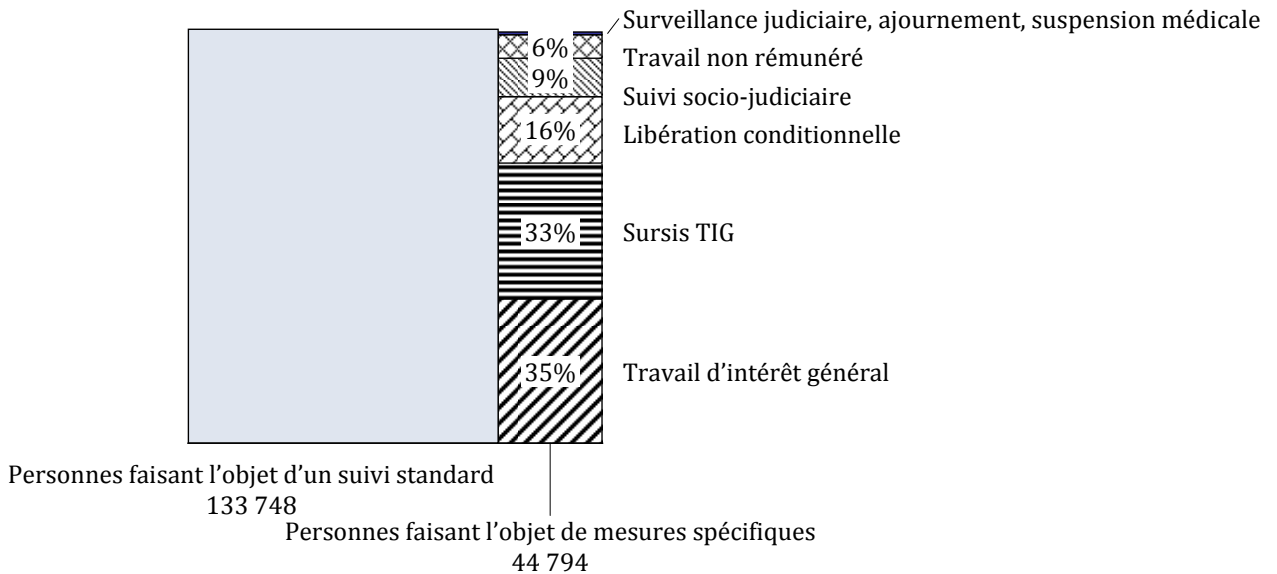 Surveillance judiciaire, ajournement, suspension médicale
6%
Travail non rémunéré
9%
Suivi socio-judiciaire
16%
Libération conditionnelle
33%
Sursis TIG
35%
Travail d’intérêt général
Personnes faisant l’objet d’un suivi standard
133 748
Personnes faisant l’objet de mesures spécifiques
44 794